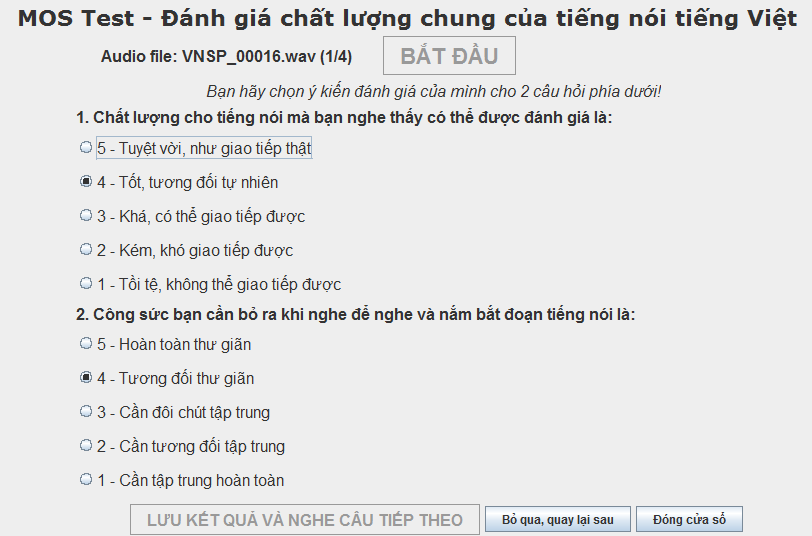 MOS Test - Đánh giá chất lượng chung của tiếng nói tiếng Việt
Audio file: VNSP_00016.wav (1/4) BẮT ĐẦU
Bạn hãy chọn ý kiến đánh giá của mình cho 2 câu hỏi phía dưới!
1. Chất lượng cho tiếng nói mà bạn nghe thấy có thể được đánh giá là:
5 - Tuyệt vời, như giao tiếp thật
4 - Tốt, tương đối tự nhiên
3 - Khá, có thể giao tiếp được
2 - Kém, khó giao tiếp được
1 - Tồi tệ, không thể giao tiếp được
2. Công sức bạn cần bỏ ra khi nghe để nghe và nắm bắt đoạn tiếng nói là:
5 - Hoàn toàn thư giãn
4 - Tương đối thư giãn
3 - Cần đôi chút tập trung
2 - Cần tương đối tập trung
1 - Cần tập trung hoàn toàn
LƯU KẾT QUẢ VÀ NGHE CÂU TIẾP THEO Bỏ qua, quay lại sau Đóng cửa sổ